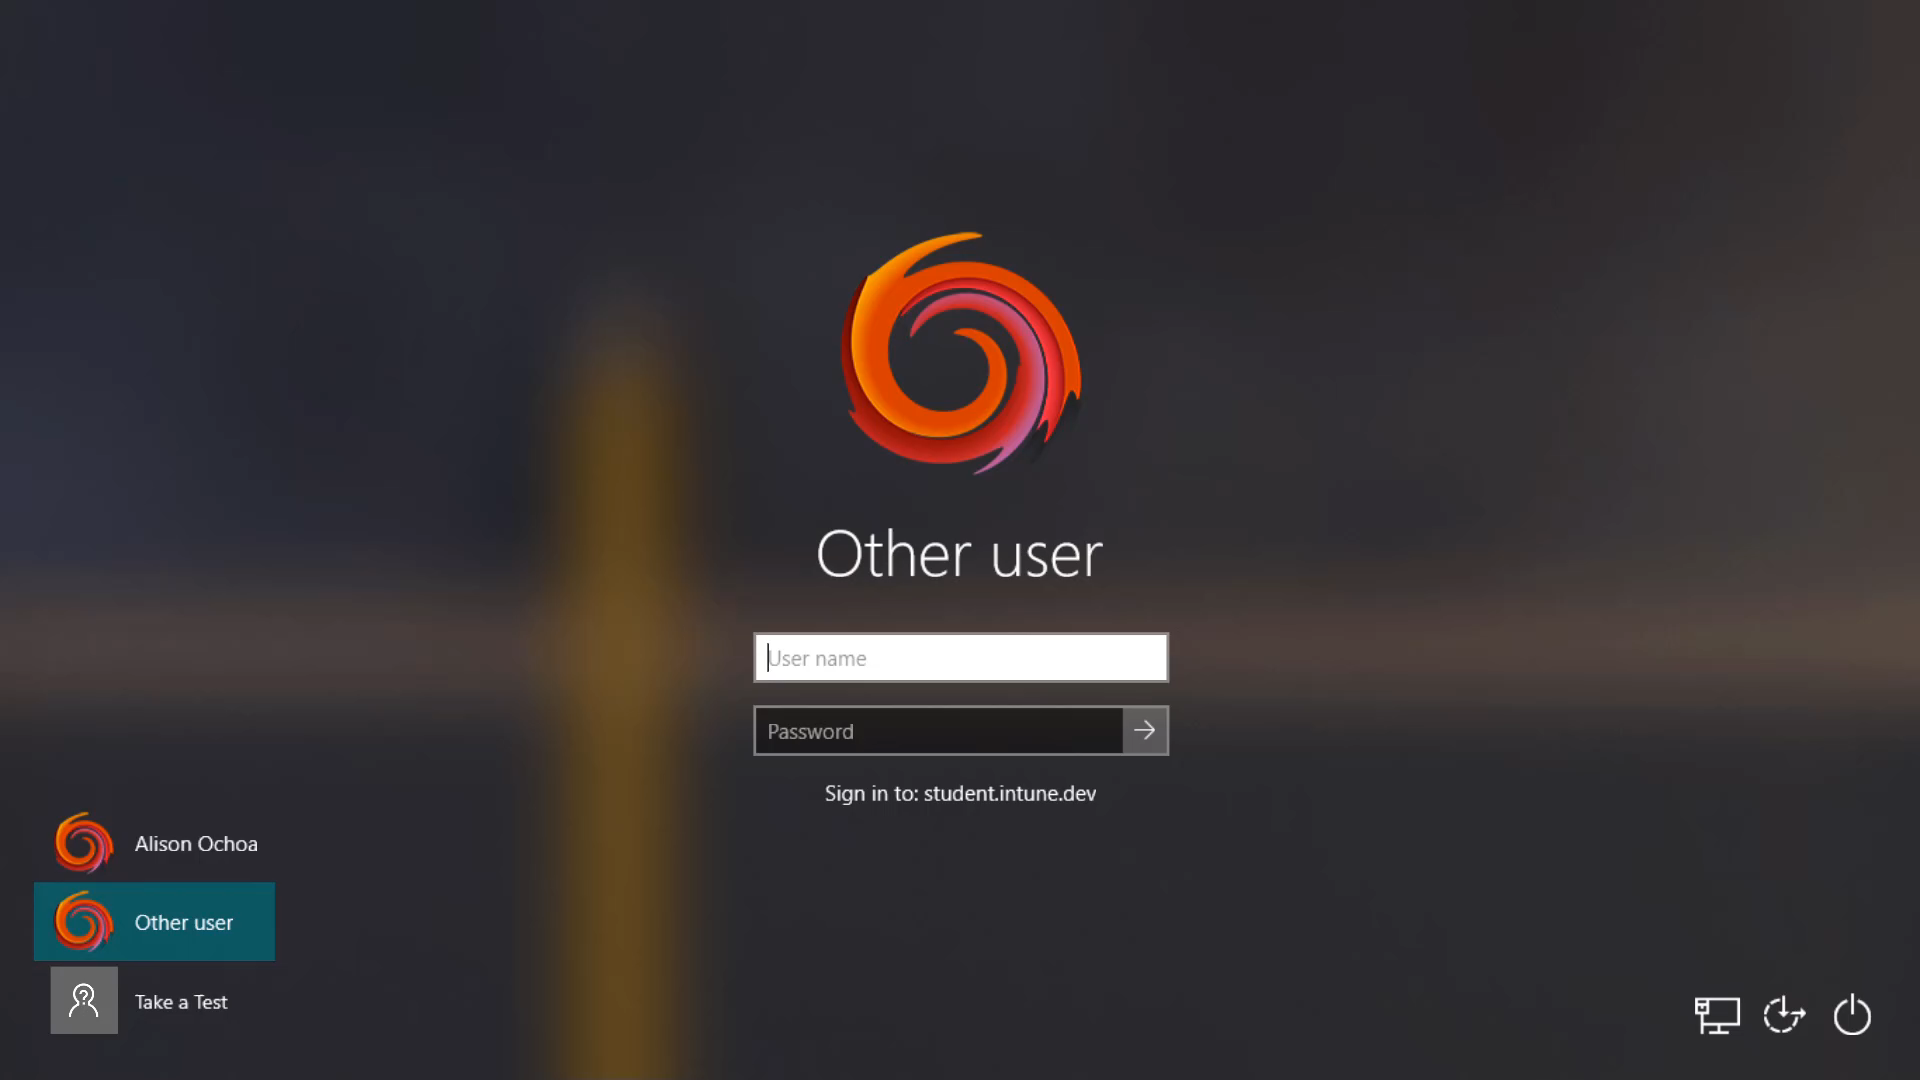 Other user
User name
Password
Sign in to: student.intune.dev
Alison Ochoa
Other user
Take a Test